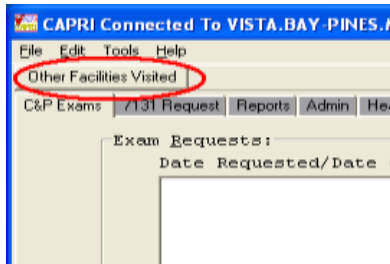 CAPRI Connected To VISTA.BAY-PINES.
File Edit Tools Help
Other Facilities Visited
C&P Exams 7131 Request Reports Admin
Exam Requests:
Date Requested/Date